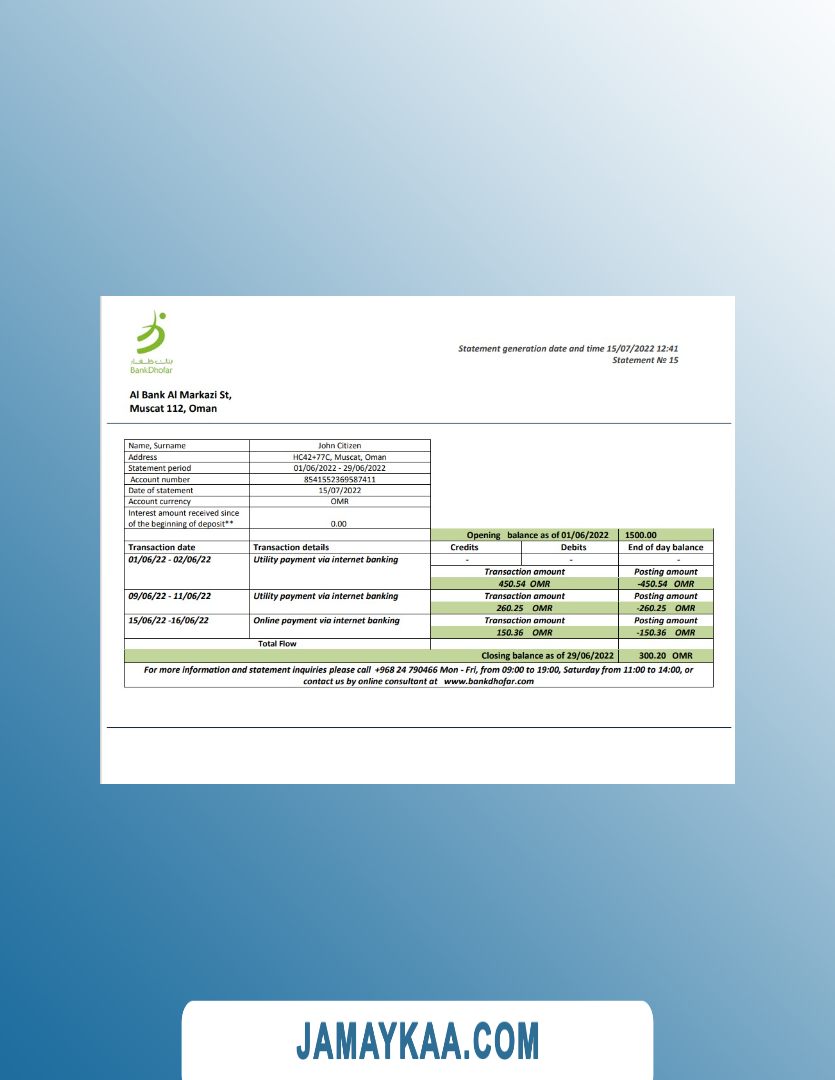 بنك ظفار
BankDhofar
Statement generation date and time 15/07/2022 12:41
Statement № 15
Al Bank Al Markazi St,
Muscat 112, Oman
Name, Surname John Citizen
Address HC42+77C, Muscat, Oman
Statement period 01/06/2022 - 29/06/2022
Account number 8541552369587411
Date of statement 15/07/2022
Account currency OMR
Interest amount received since
of the beginning of deposit** 0.00
Opening balance as of 01/06/2022 1500.00
Transaction date Transaction details Credits Debits End of day balance
01/06/22 - 02/06/22 Utility payment via internet banking - - -
Transaction amount Posting amount
450.54 OMR -450.54 OMR
09/06/22 - 11/06/22 Utility payment via internet banking Transaction amount Posting amount
260.25 OMR -260.25 OMR
15/06/22 -16/06/22 Online payment via internet banking Transaction amount Posting amount
150.36 OMR -150.36 OMR
Total Flow
Closing balance as of 29/06/2022 300.20 OMR
For more information and statement inquiries please call +968 24 790466 Mon - Fri, from 09:00 to 19:00, Saturday from 11:00 to 14:00, or
contact us by online consultant at www.bankdhofar.com
JAMAYKAA.COM